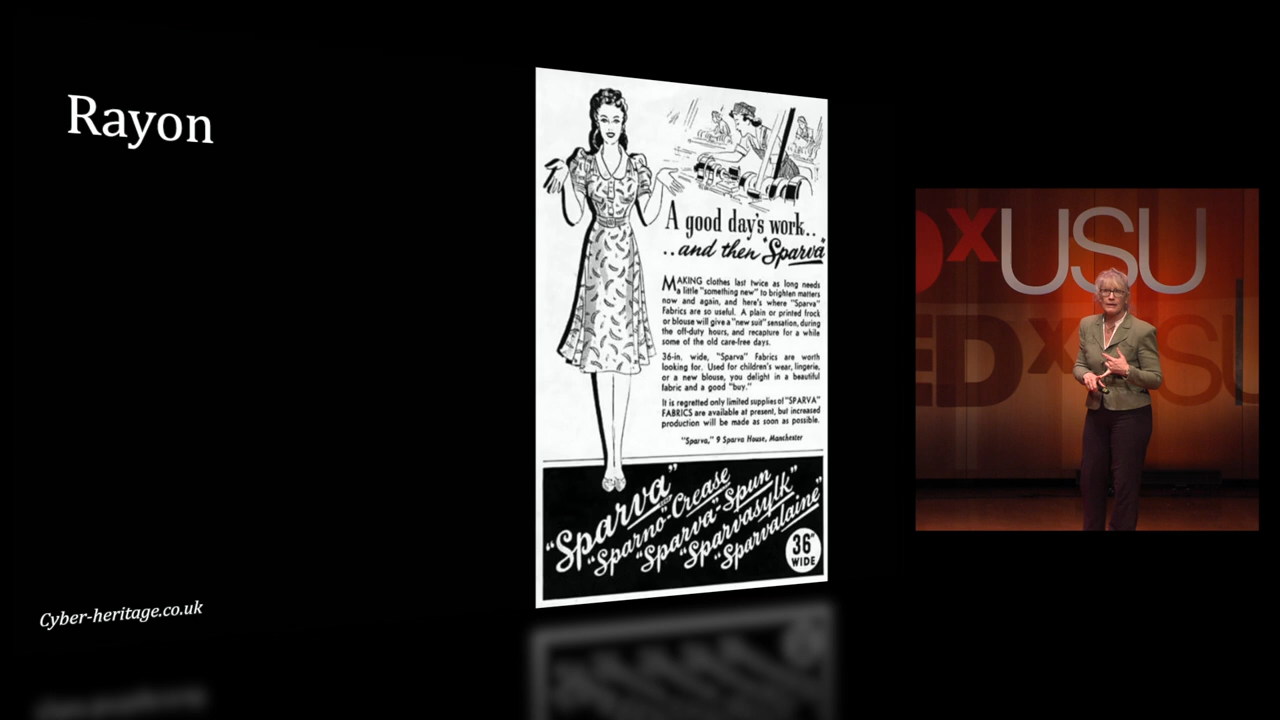 Rayon
A good day's work..
..and then "Sparva"
MAKING clothes last twice as long needs
a little "something new" to brighten matters
now and again, and here's where "Sparva"
Fabrics are so useful. A plain or printed frock
or blouse will give a "new suit" sensation, during
the off-duty hours, and recapture for a while
some of the old care-free days.
36-in. wide, "Sparva" Fabrics are worth
looking for. Used for children's wear, lingerie,
or a new blouse, you delight in a beautiful
fabric and a good "buy."
It is regretted only limited supplies of "SPARVA"
FABRICS are available at present, but increased
production will be made as soon as possible.
"Sparva," 9 Sparva House, Manchester
"Sparva"
"Sparno"-Crease
"Sparva"-Spun
"Sparvasylk"
"Sparvalaine"
36"
WIDE
Cyber-heritage.co.uk
xUSU
EDxUSU